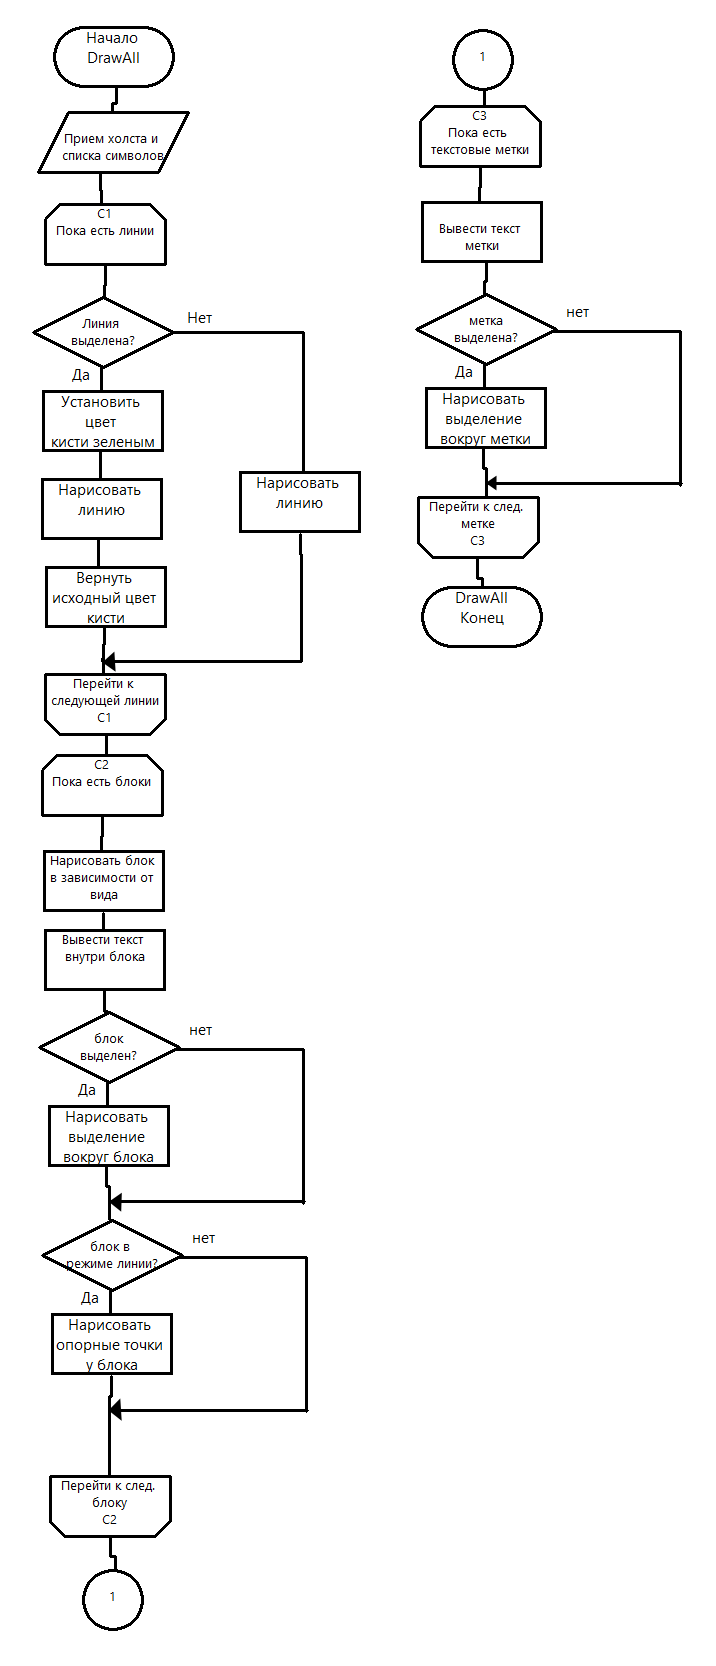 Начало
DrawAll
Прием холста и
списка символов
C1
Пока есть линии
Линия
выделена?
Нет
Да
Установить
цвет
кисти зеленым
Нарисовать
линию
Нарисовать
линию
Вернуть
исходный цвет
кисти
Перейти к
следующей линии
C1
C2
Пока есть блоки
Нарисовать блок
в зависимости от
вида
Вывести текст
внутри блока
блок
выделен?
нет
Да
Нарисовать
выделение
вокруг блока
блок в
режиме линии?
нет
Да
Нарисовать
опорные точки
у блока
Перейти к след.
блоку
C2
1
1
C3
Пока есть
текстовые метки
Вывести текст
метки
метка
выделена?
нет
Да
Нарисовать
выделение
вокруг метки
Перейти к след.
метке
C3
DrawAll
Конец